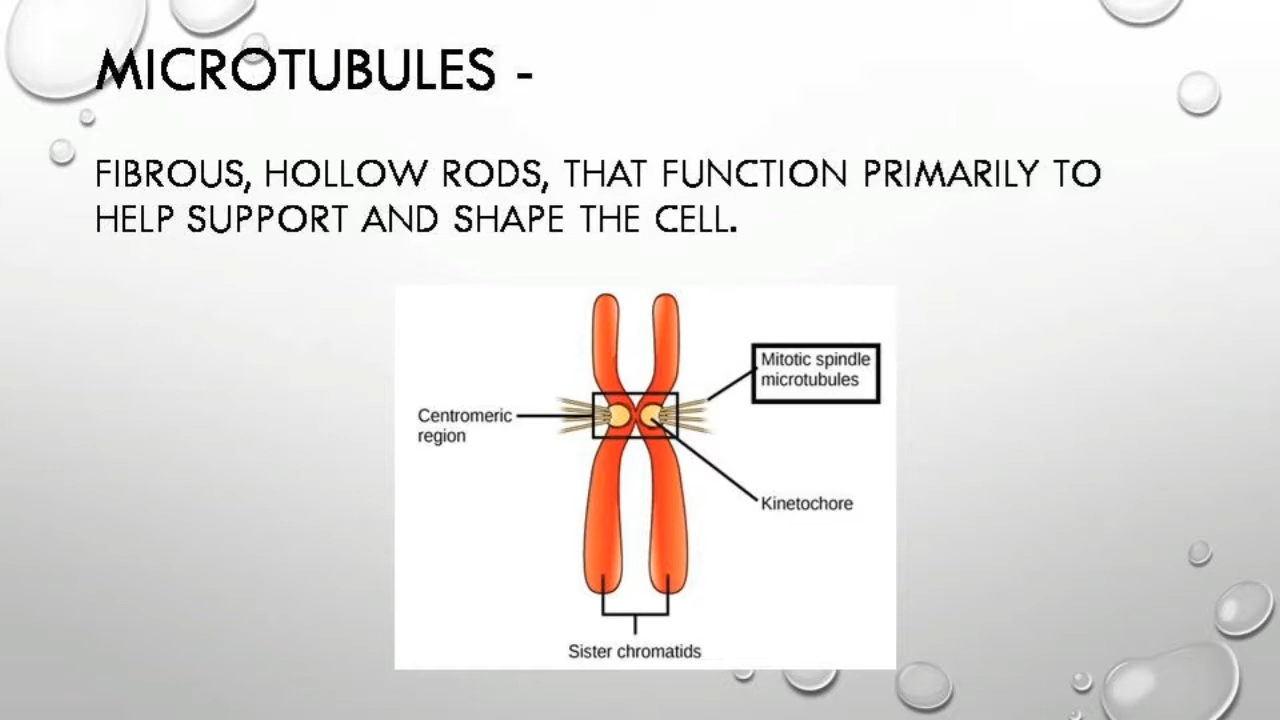 MICROTUBULES -
FIBROUS, HOLLOW RODS, THAT FUNCTION PRIMARILY TO
HELP SUPPORT AND SHAPE THE CELL.
Mitotic spindle
microtubules
Centromeric
region
Kinetochore
Sister chromatids